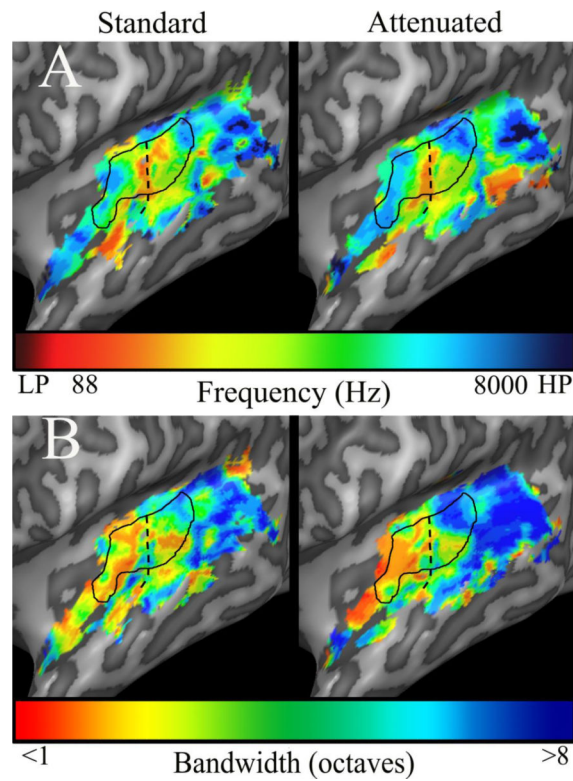 Standard Attenuated
A
LP 88 Frequency (Hz) 8000 HP
B
<1 Bandwidth (octaves) >8